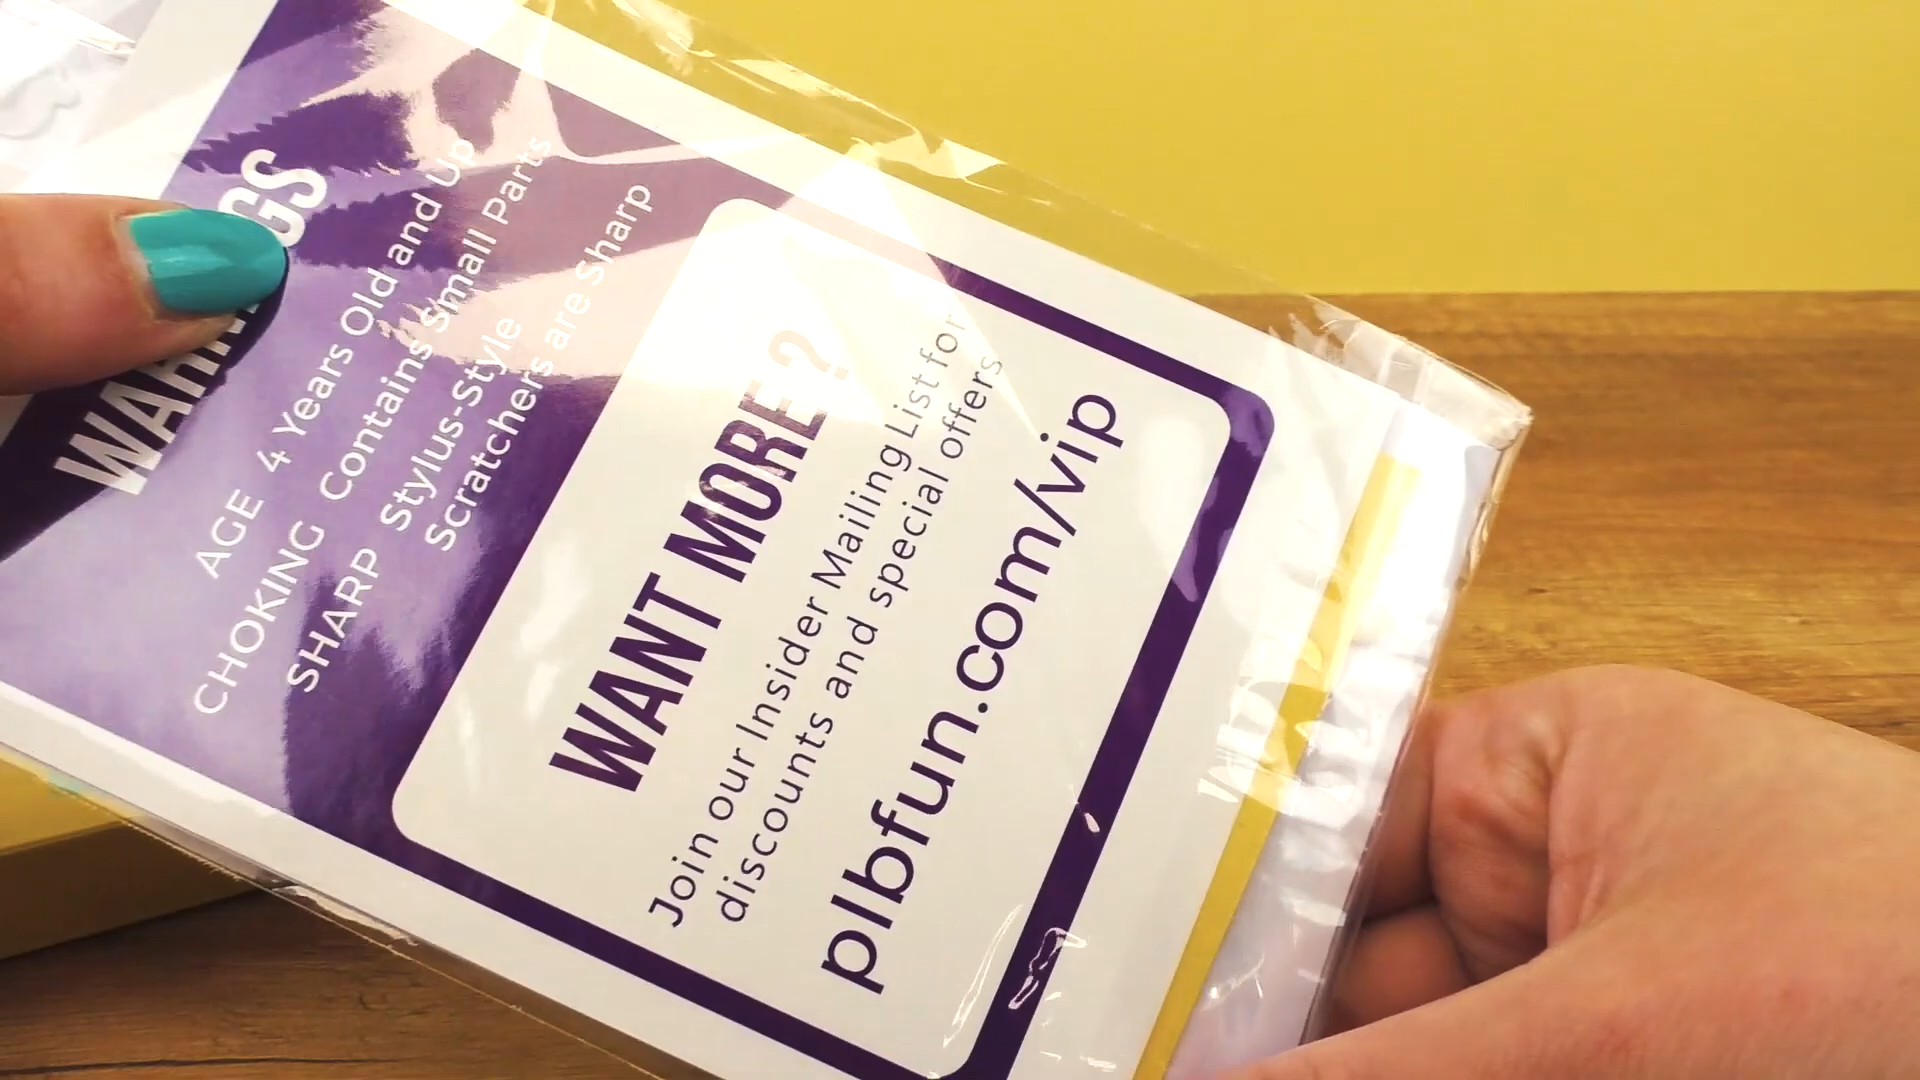 WARNINGS
AGE 4 Years Old and Up
CHOKING Contains Small Parts
SHARP Stylus-Style
Scratchers are Sharp
WANT MORE?
Join our Insider Mailing List for
discounts and special offers
plbfun.com/vip